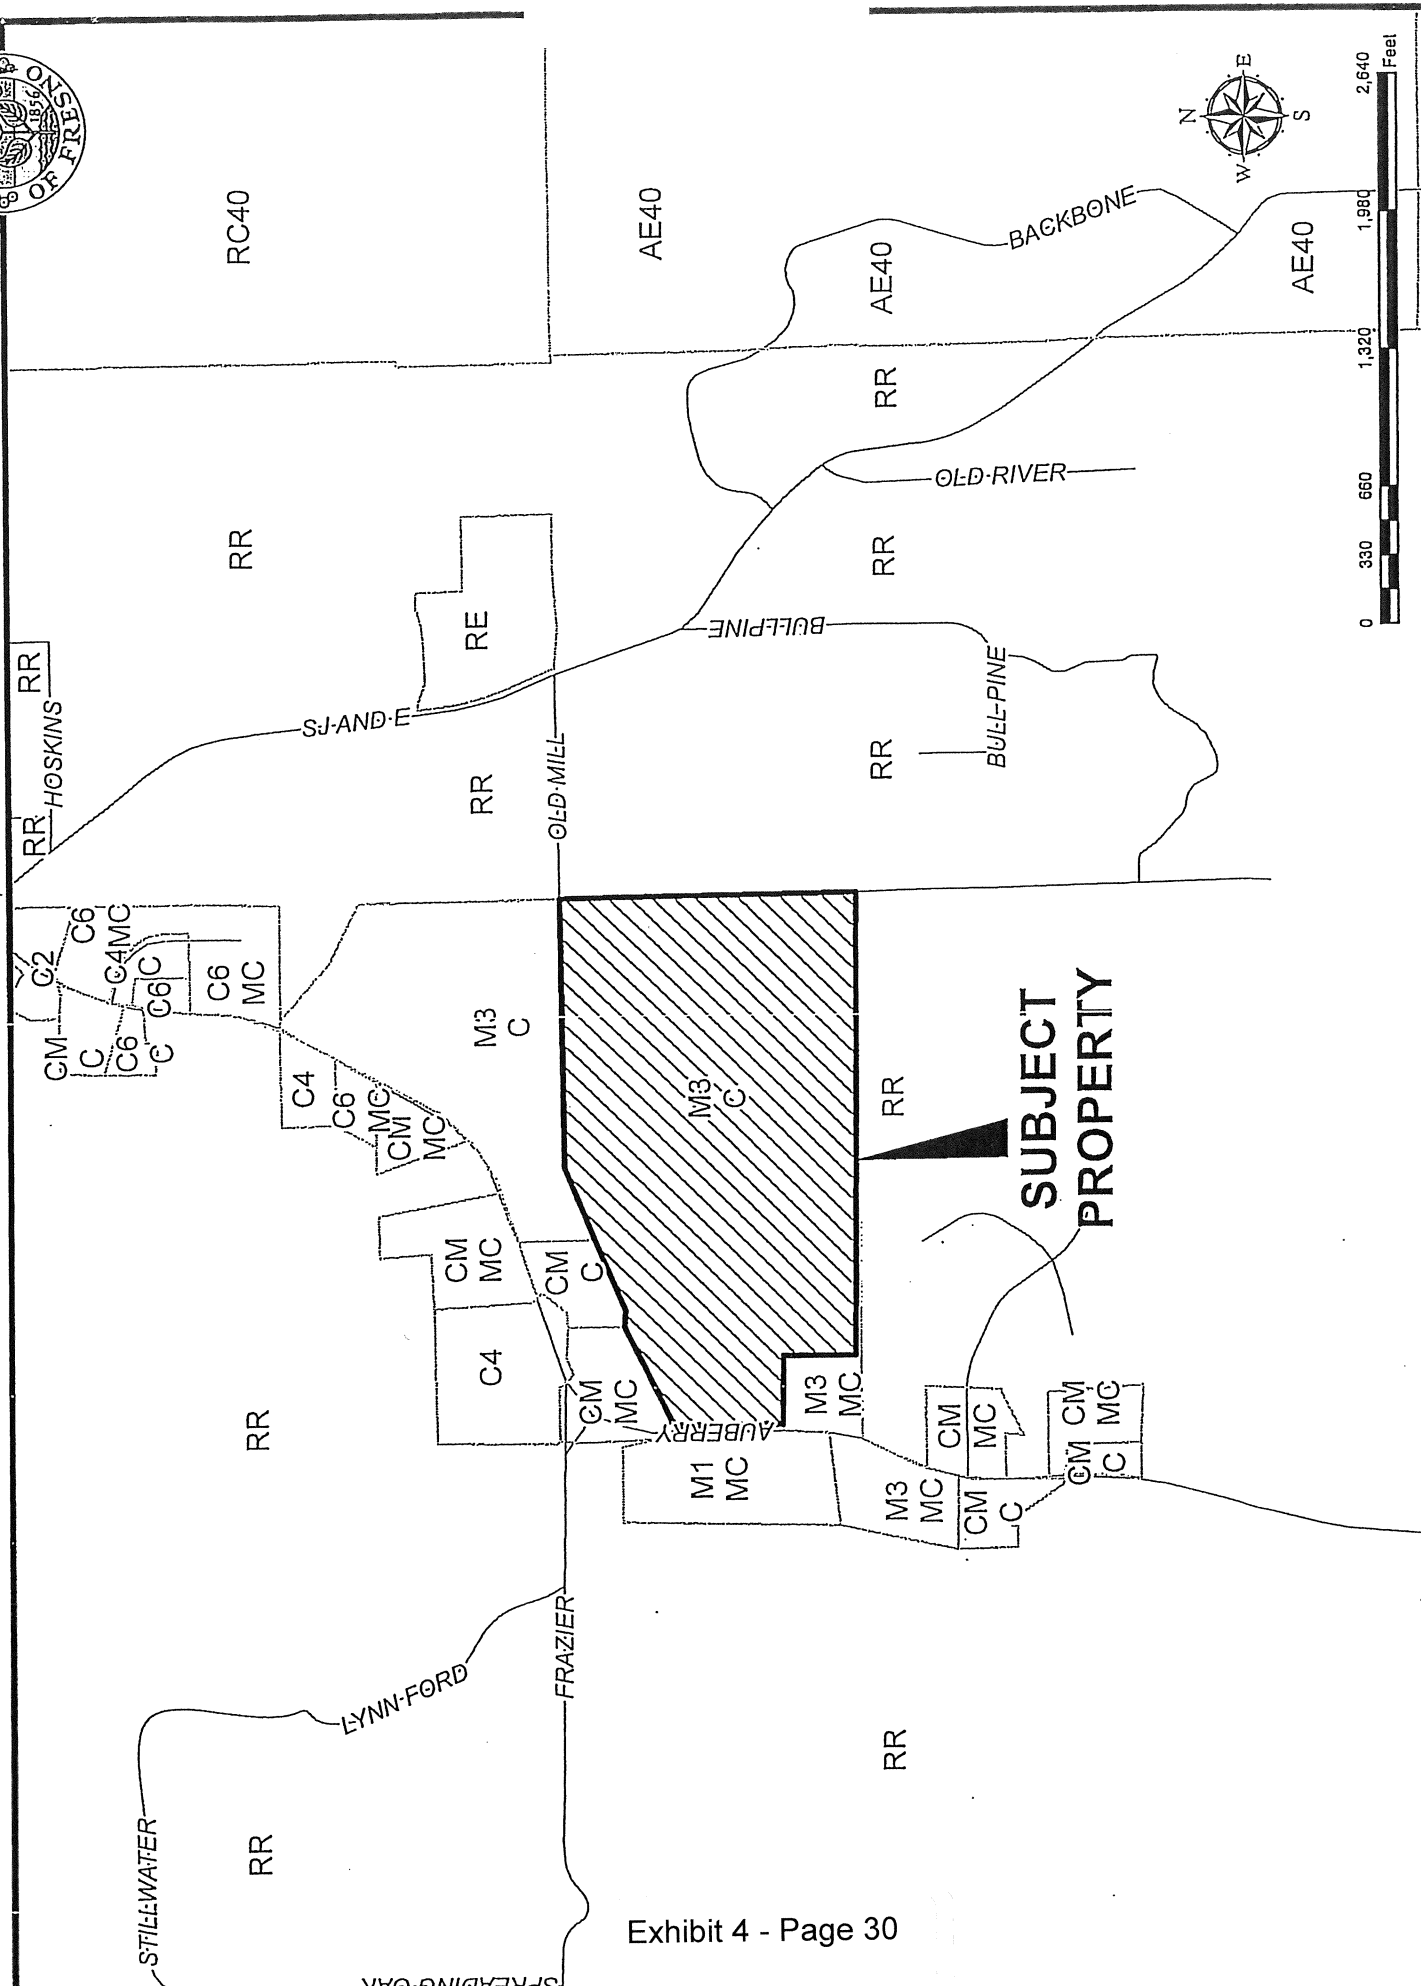 OF FRESNO
1856
RC40
AE40
AE40
BACKBONE
AE40
N
E
S
W
2,640
Feet
1,980
1,320
660
330
0
RR
RR
OLD RIVER
RR
RR
HOSKINS
RR
RE
SJ AND E
OLD MILL
RR
BULLPINE
BULL PINE
RR
RR
C2
C6
C4MC
C
C6
C6
MC
CM
C
C6
C
C4
C6
MC
CM
MC
M3
C
M3
C
RR
SUBJECT
PROPERTY
CM
MC
CM
C
C4
CM
MC
AUBERRY
M3
MC
M1
MC
M3
MC
CM
MC
CM
C
CM
MC
CM
C
RR
LYNN FORD
FRAZIER
STILLWATER
RR
RR
SPREADING OAK
Exhibit 4 - Page 30